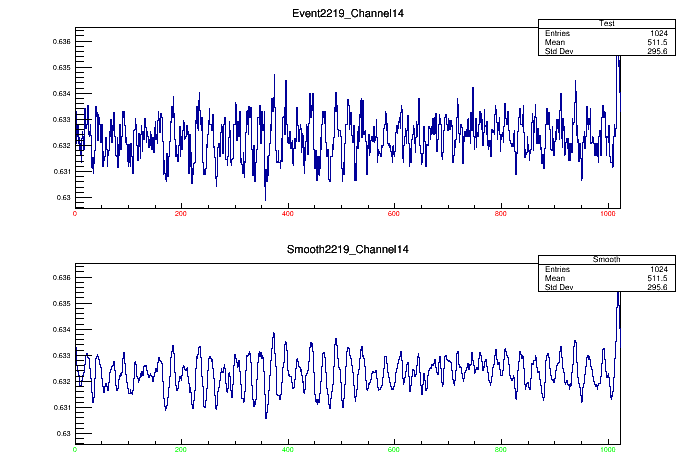 Event2219_Channel14
Test
Entries 1024
Mean 511.5
Std Dev 295.6
0.636
0.635
0.634
0.633
0.632
0.631
0.63
0 200 400 600 800 1000
Smooth2219_Channel14
Smooth
Entries 1024
Mean 511.5
Std Dev 295.6
0.636
0.635
0.634
0.633
0.632
0.631
0.63
0 200 400 600 800 1000